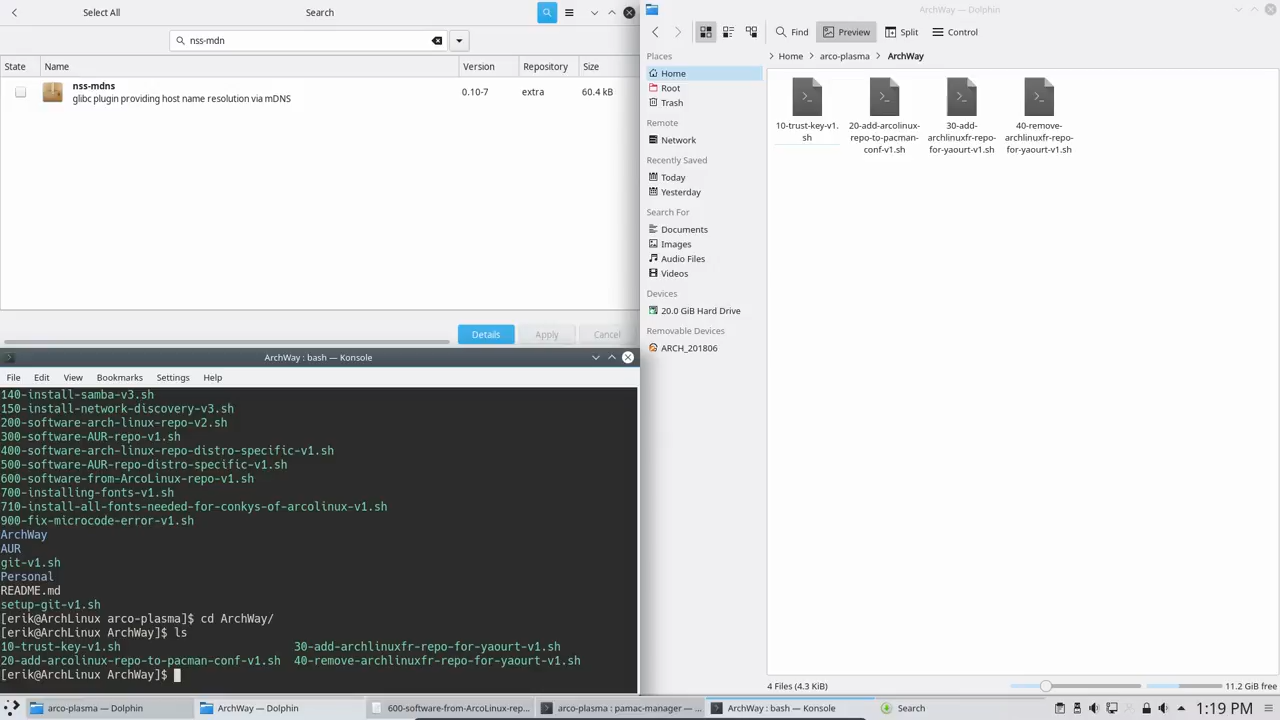 Select All
Search
nss-mdn
State
Name
Version
Repository
Size
nss-mdns
glibc plugin providing host name resolution via mDNS
0.10-7
extra
60.4 kB
Details
Apply
Cancel
ArchWay : bash — Konsole
File
Edit
View
Bookmarks
Settings
Help
140-install-samba-v3.sh
150-install-network-discovery-v3.sh
200-software-arch-linux-repo-v2.sh
300-software-AUR-repo-v1.sh
400-software-arch-linux-repo-distro-specific-v1.sh
500-software-AUR-repo-distro-specific-v1.sh
600-software-from-ArcoLinux-repo-v1.sh
700-installing-fonts-v1.sh
710-install-all-fonts-needed-for-conkys-of-arcolinux-v1.sh
900-fix-microcode-error-v1.sh
ArchWay
AUR
git-v1.sh
Personal
README.md
setup-git-v1.sh
[erik@ArchLinux arco-plasma]$ cd ArchWay/
[erik@ArchLinux ArchWay]$ ls
10-trust-key-v1.sh 30-add-archlinuxfr-repo-for-yaourt-v1.sh
20-add-arcolinux-repo-to-pacman-conf-v1.sh 40-remove-archlinuxfr-repo-for-yaourt-v1.sh
[erik@ArchLinux ArchWay]$
ArchWay — Dolphin
Find
Preview
Split
Control
Places
Home
Root
Trash
Remote
Network
Recently Saved
Today
Yesterday
Search For
Documents
Images
Audio Files
Videos
Devices
20.0 GiB Hard Drive
Removable Devices
ARCH_201806
Home
arco-plasma
ArchWay
10-trust-key-v1.
sh
20-add-arcolinux-
repo-to-pacman-
conf-v1.sh
30-add-
archlinuxfr-repo-
for-yaourt-v1.sh
40-remove-
archlinuxfr-repo-
for-yaourt-v1.sh
4 Files (4.3 KiB)
11.2 GiB free
arco-plasma — Dolphin
ArchWay — Dolphin
600-software-from-ArcoLinux-rep...
arco-plasma : pamac-manager — ...
ArchWay : bash — Konsole
Search
1:19 PM